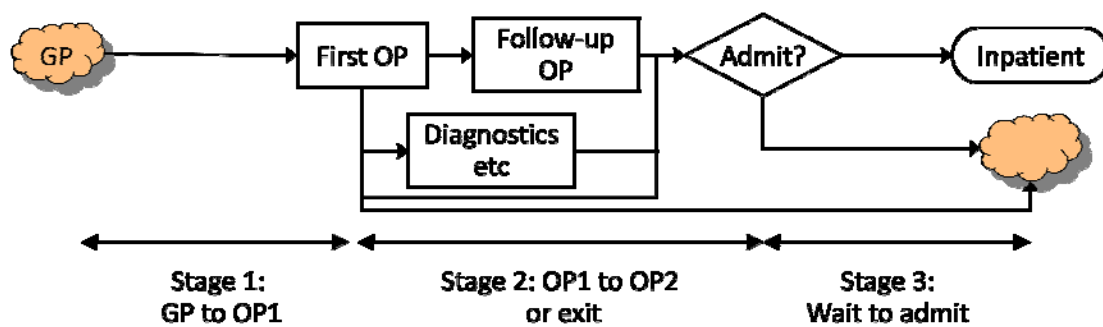 GP
First OP
Follow-up
OP
Admit?
Inpatient
Diagnostics
etc
Stage 1:
GP to OP1
Stage 2: OP1 to OP2
or exit
Stage 3:
Wait to admit